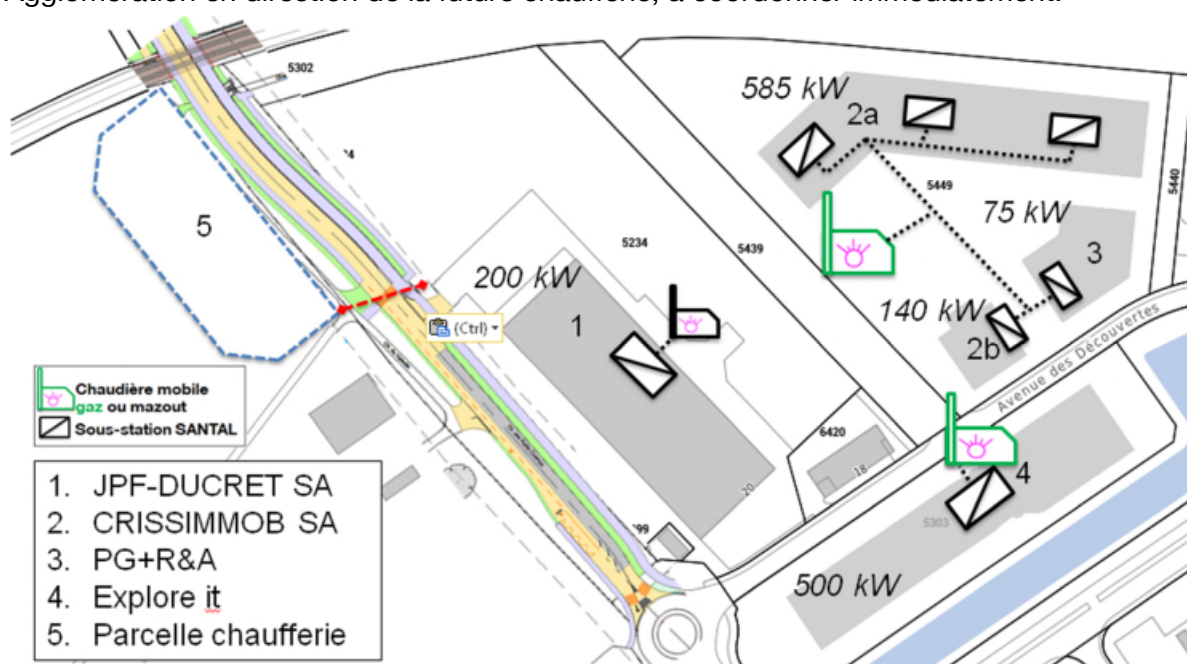 Agglomération en direction de la future chaufferie, à coordonner immédiatement.
5302
585 kW
2a
5449
5440
75 kW
3
5
5234
5439
200 kW
1
(Ctrl)
140 kW
2b
Avenue des Découvertes
6420
18
20
4
5303
500 kW
Chaudière mobile
gaz ou mazout
Sous-station SANTAL
1. JPF-DUCRET SA
2. CRISSIMMOB SA
3. PG+R&A
4. Explore it
5. Parcelle chaufferie